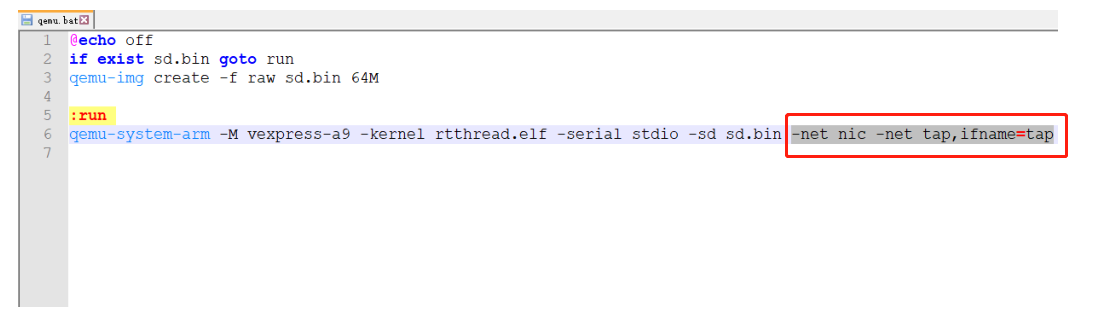 qemu.bat
1 @echo off
2 if exist sd.bin goto run
3 qemu-img create -f raw sd.bin 64M
4
5 :run
6 qemu-system-arm -M vexpress-a9 -kernel rtthread.elf -serial stdio -sd sd.bin -net nic -net tap,ifname=tap
7